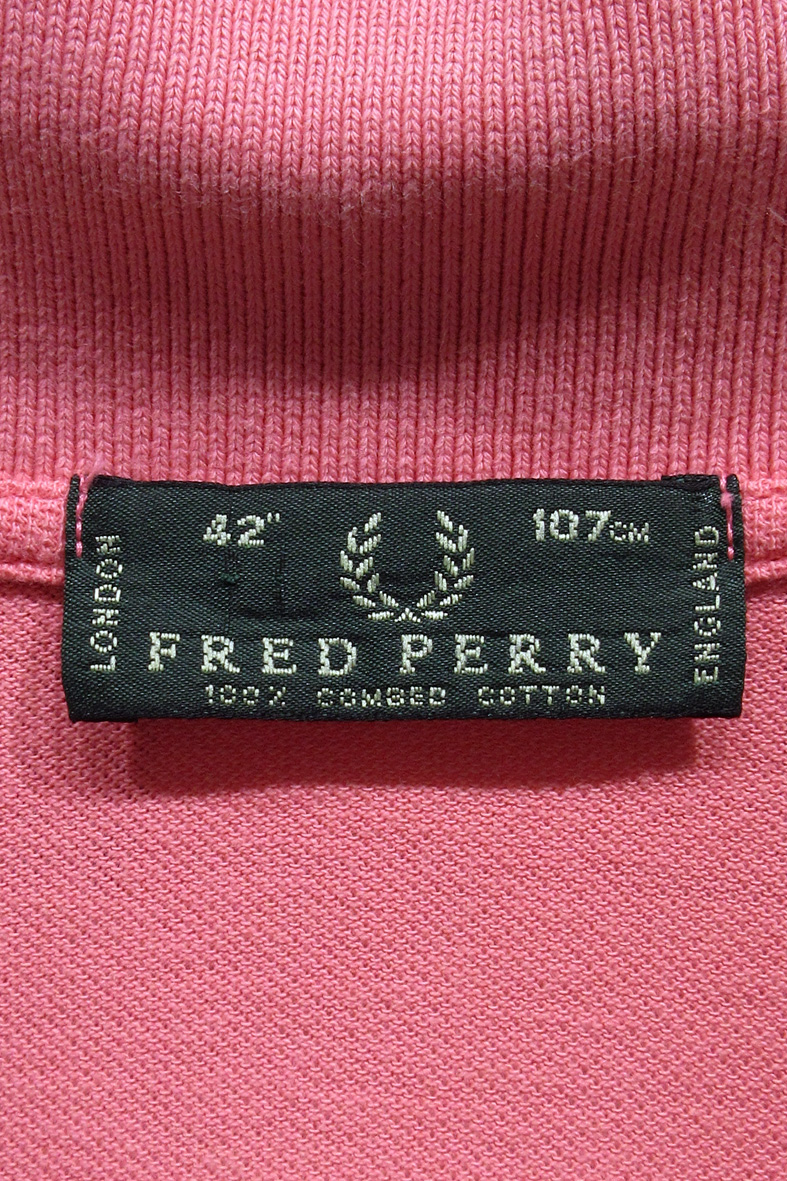 42" 107CM
LONDON
FRED PERRY
100% COMBED COTTON
ENGLAND